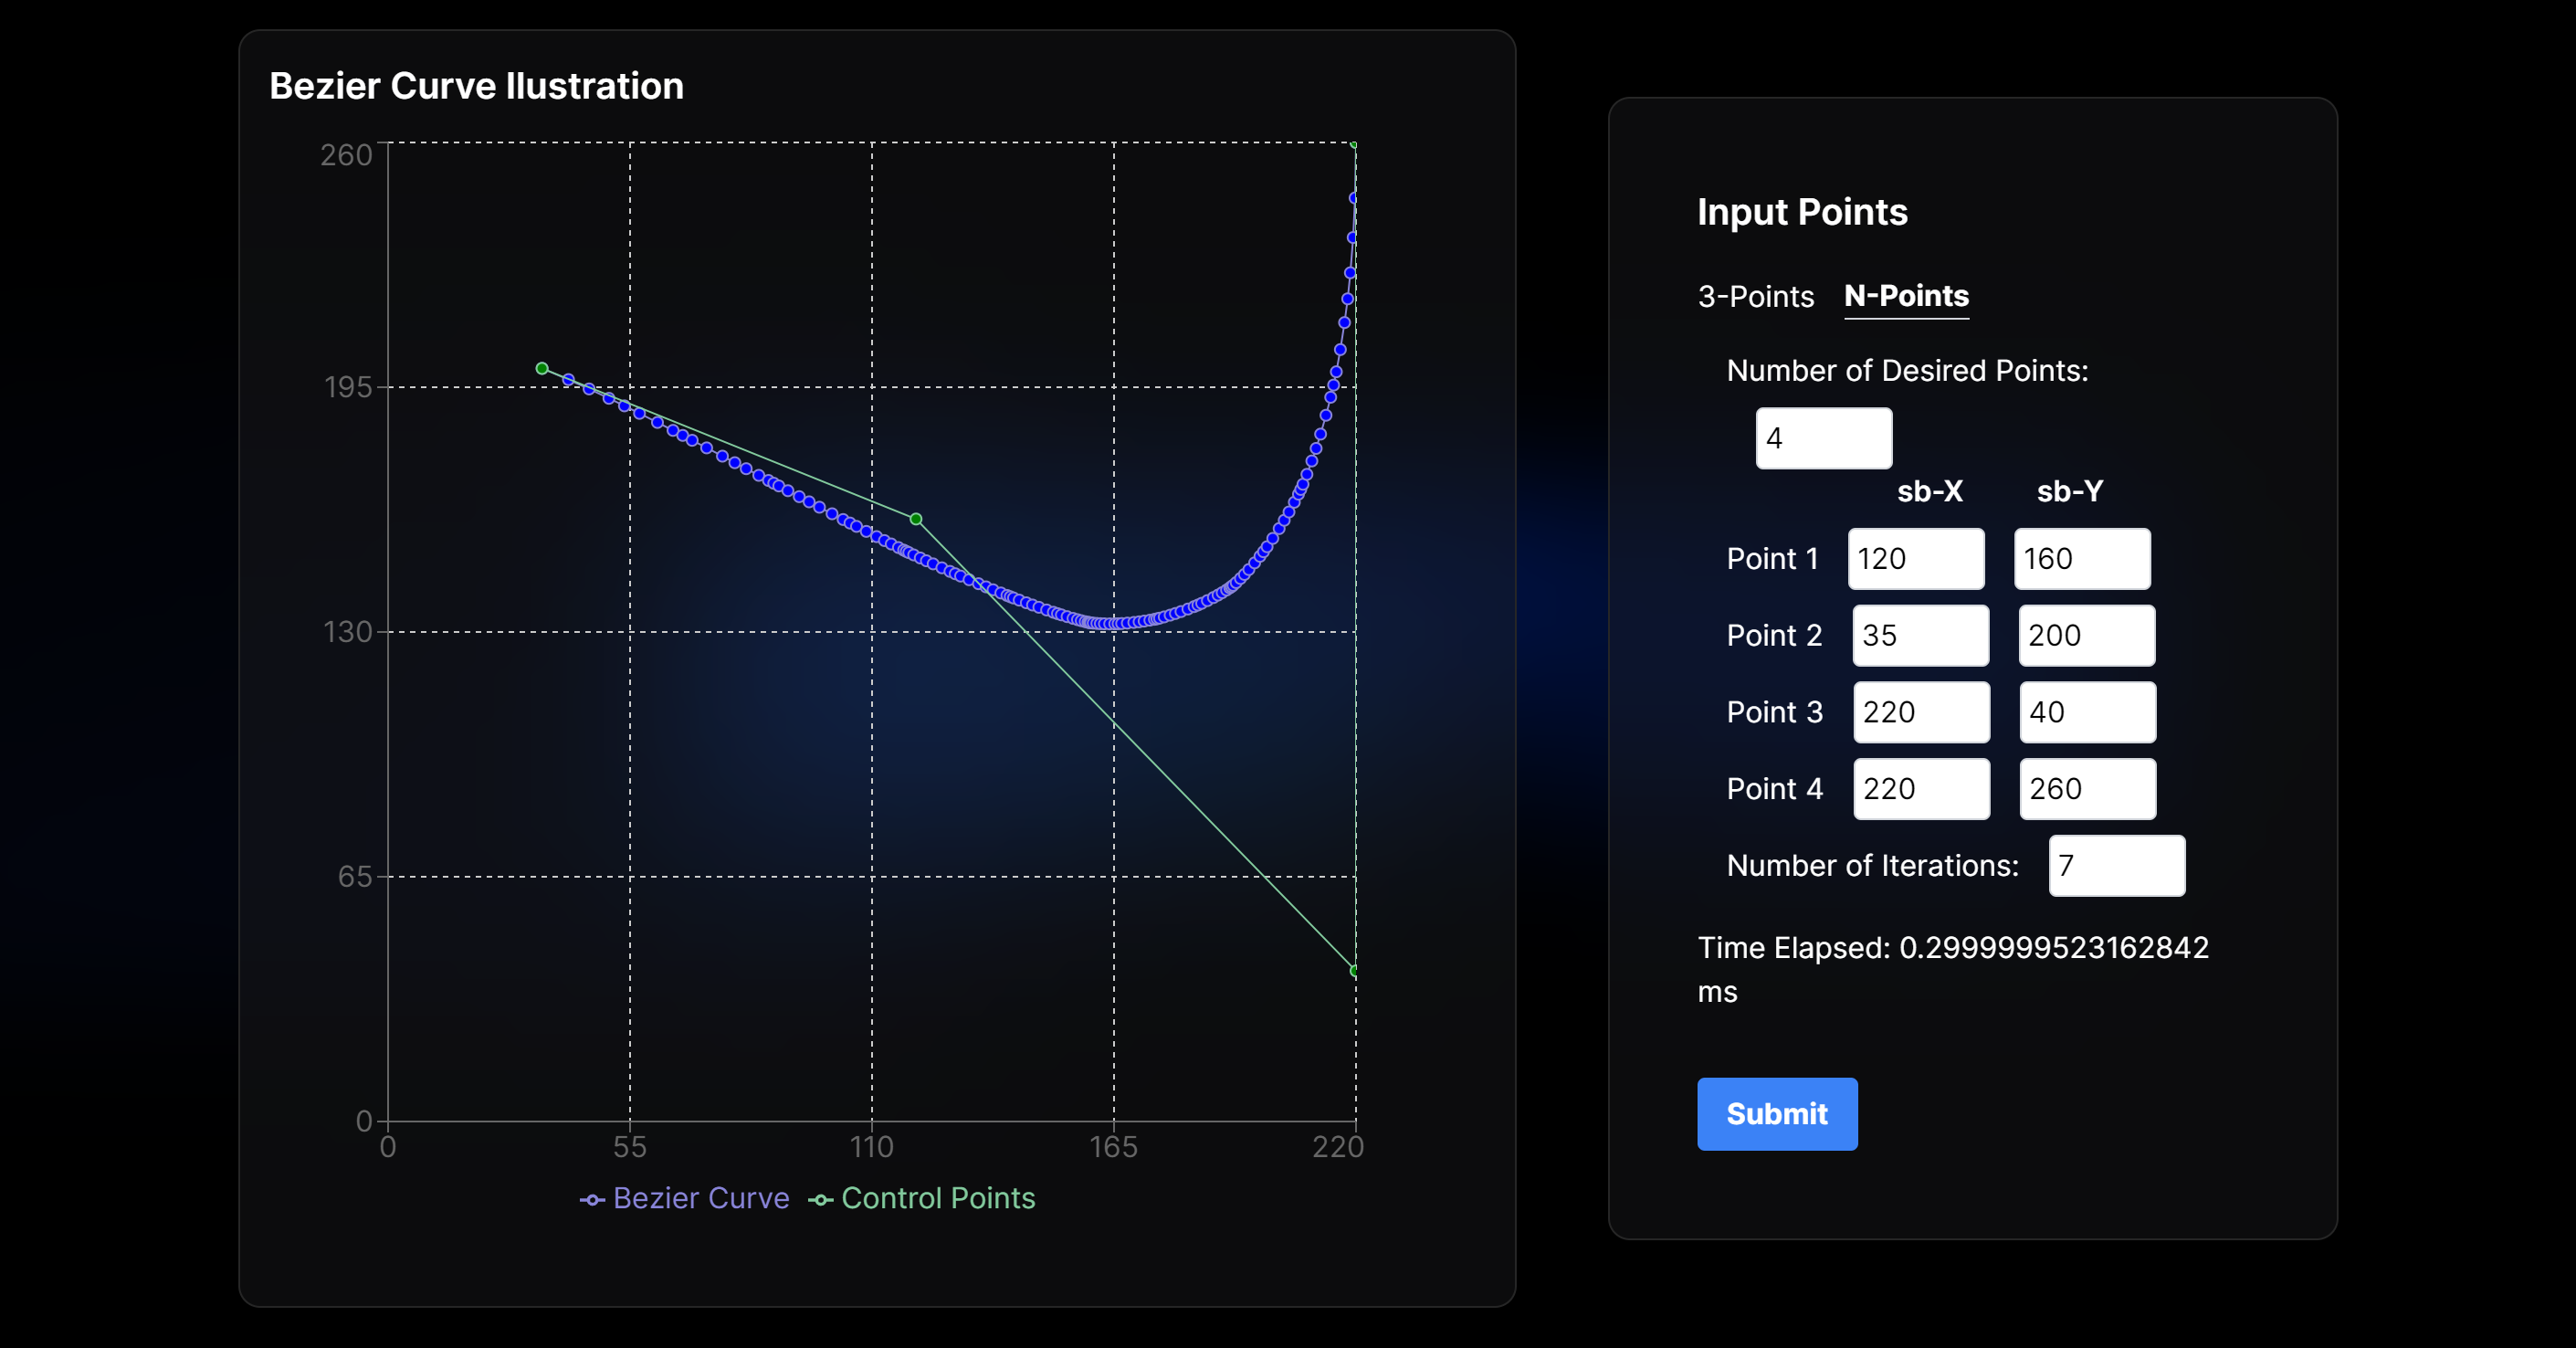 Bezier Curve Ilustration
260
195
130
65
0
0 55 110 165 220
Bezier Curve Control Points
Input Points
3-Points N-Points
Number of Desired Points:
4
sb-X sb-Y
Point 1 120 160
Point 2 35 200
Point 3 220 40
Point 4 220 260
Number of Iterations: 7
Time Elapsed: 0.2999999523162842
ms
Submit